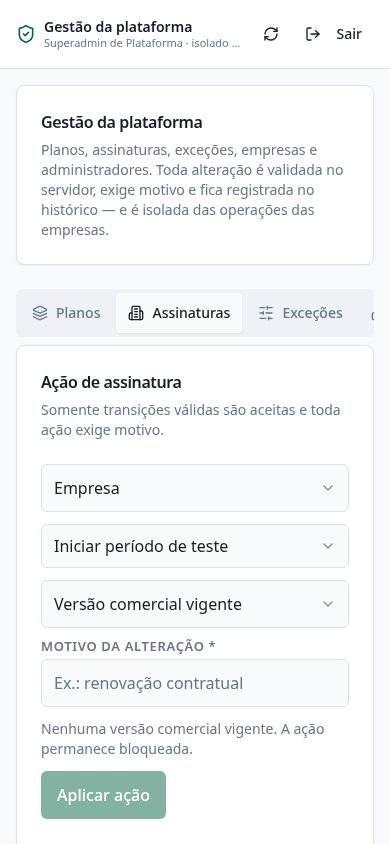 Gestão da plataforma
Superadmin de Plataforma · isolado ...
Sair
Gestão da plataforma
Planos, assinaturas, exceções, empresas e
administradores. Toda alteração é validada no
servidor, exige motivo e fica registrada no
histórico — e é isolada das operações das
empresas.
Planos
Assinaturas
Exceções
Ação de assinatura
Somente transições válidas são aceitas e toda
ação exige motivo.
Empresa
Iniciar período de teste
Versão comercial vigente
MOTIVO DA ALTERAÇÃO *
Ex.: renovação contratual
Nenhuma versão comercial vigente. A ação
permanece bloqueada.
Aplicar ação